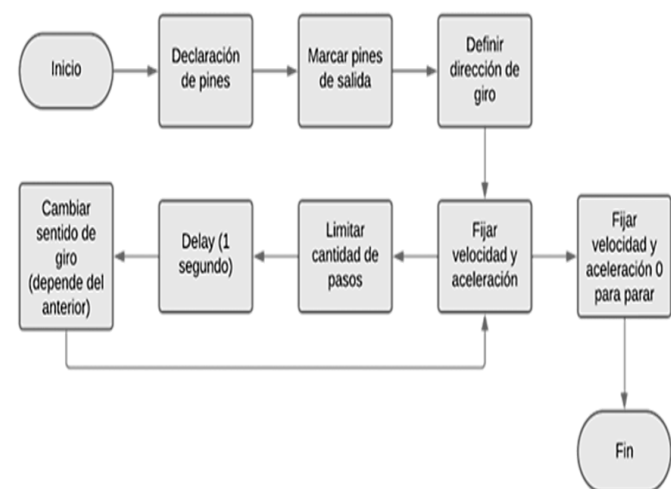 Inicio
Declaración
de pines
Marcar pines
de salida
Definir
dirección de
giro
Cambiar
sentido de
giro
(depende del
anterior)
Delay (1
segundo)
Limitar
cantidad de
pasos
Fijar
velocidad y
aceleración
Fijar
velocidad y
aceleración 0
para parar
Fin